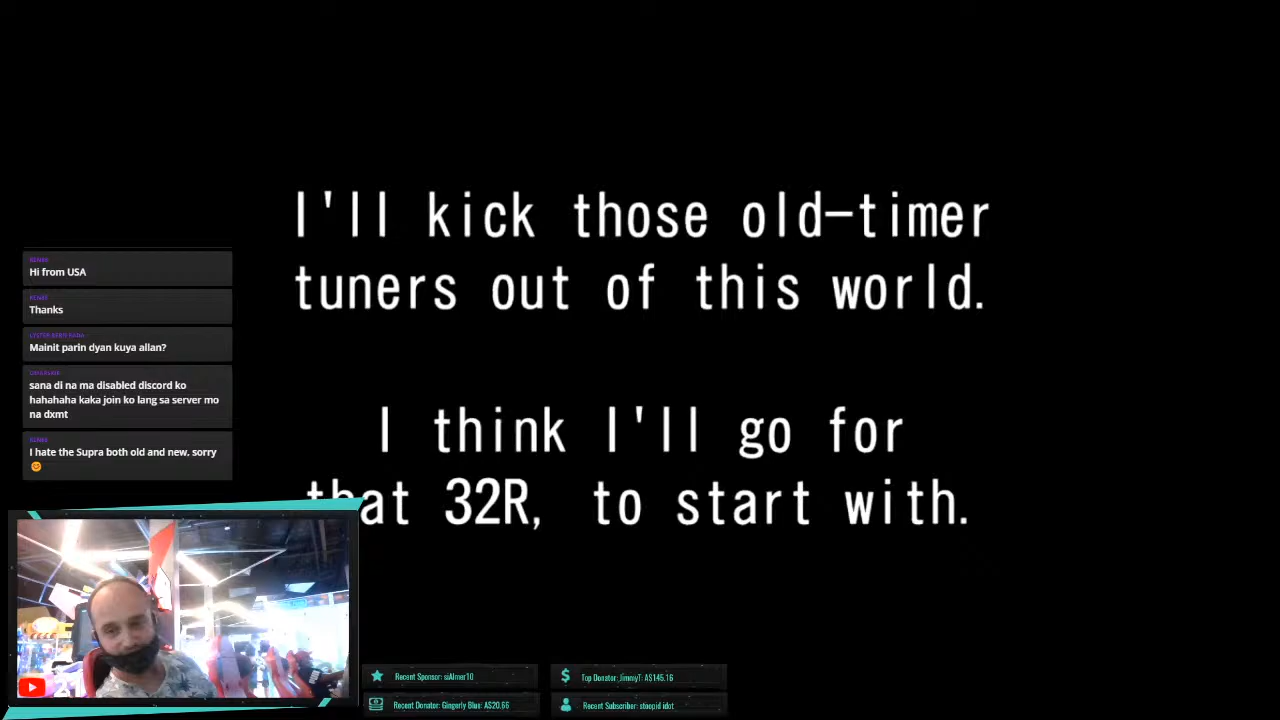 I'll kick those old-timer
tuners out of this world.
I think I'll go for
that 32R, to start with.
Hi from USA
Thanks
Mainit parin dyan kuya allan?
sana di na ma disabled discord ko
hahahaha kaka join ko lang sa server mo
na dxmt
I hate the Supra both old and new, sorry
Recent Sponsor: siAlmer10
Top Donator: JimmyT: A$145.16
Recent Donator: Gingerly Blue: A$20.66
Recent Subscriber: stoopid idot